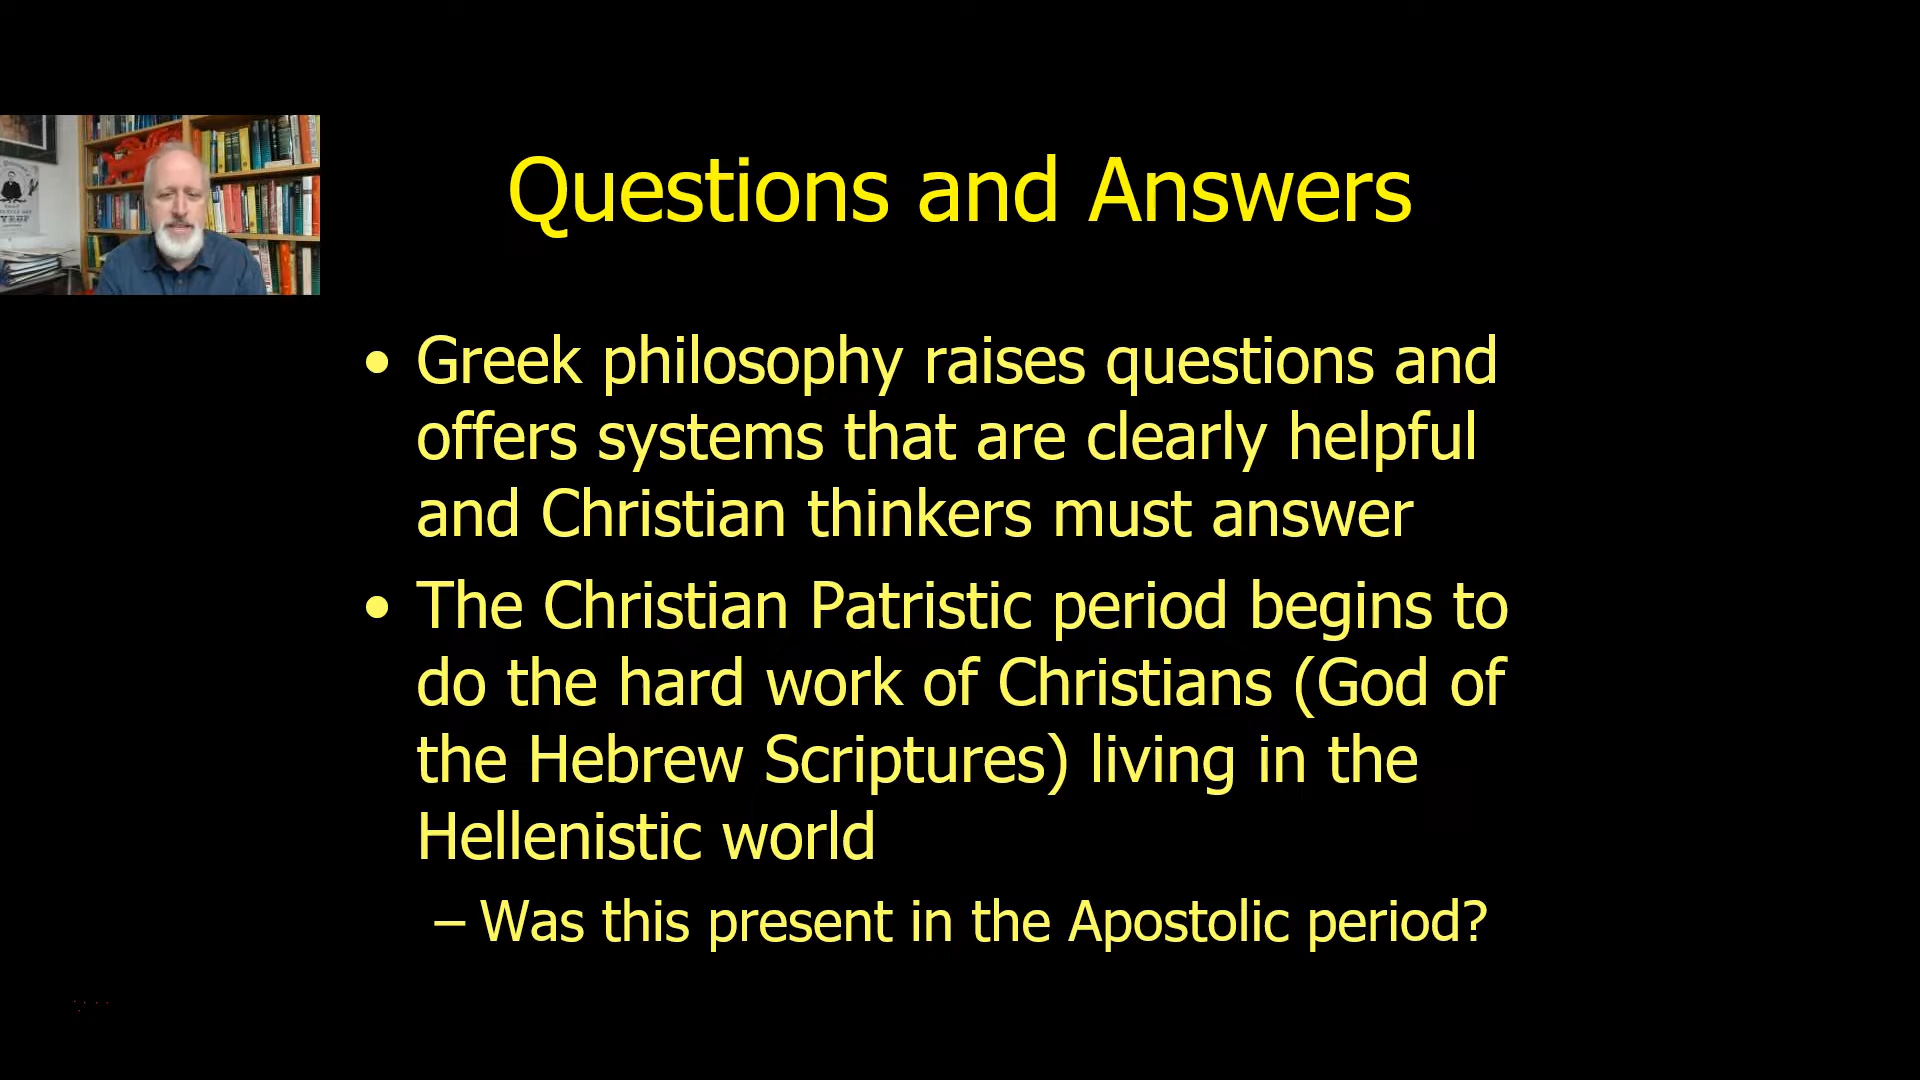 Questions and Answers
• Greek philosophy raises questions and
offers systems that are clearly helpful
and Christian thinkers must answer
• The Christian Patristic period begins to
do the hard work of Christians (God of
the Hebrew Scriptures) living in the
Hellenistic world
– Was this present in the Apostolic period?